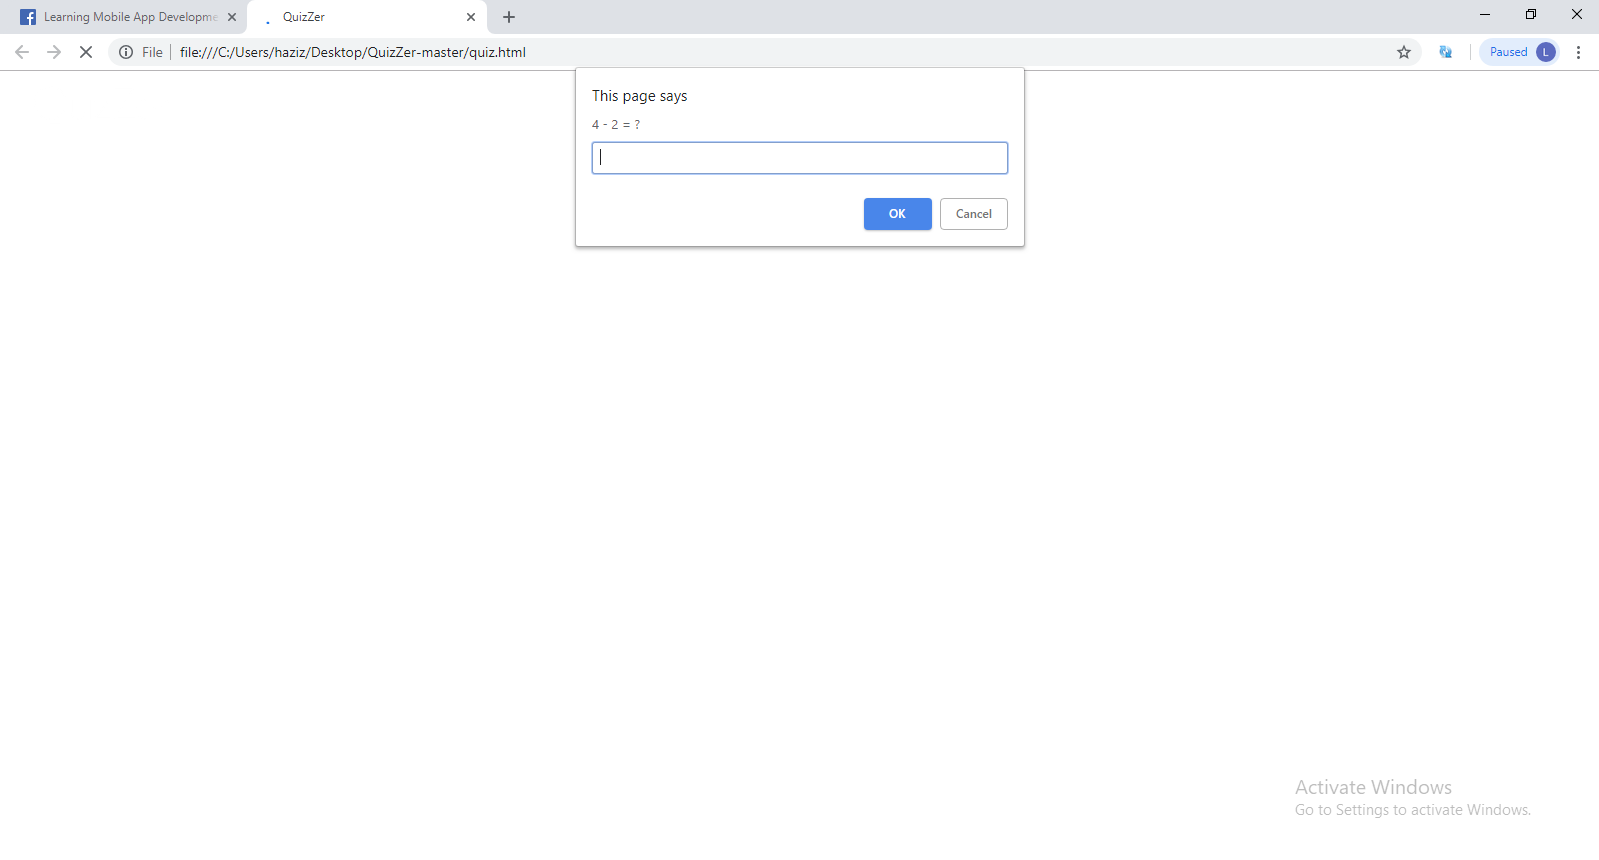 Learning Mobile App Developme
QuizZer
File
file:///C:/Users/haziz/Desktop/QuizZer-master/quiz.html
Paused
L
This page says
4 - 2 = ?
OK
Cancel
Activate Windows
Go to Settings to activate Windows.